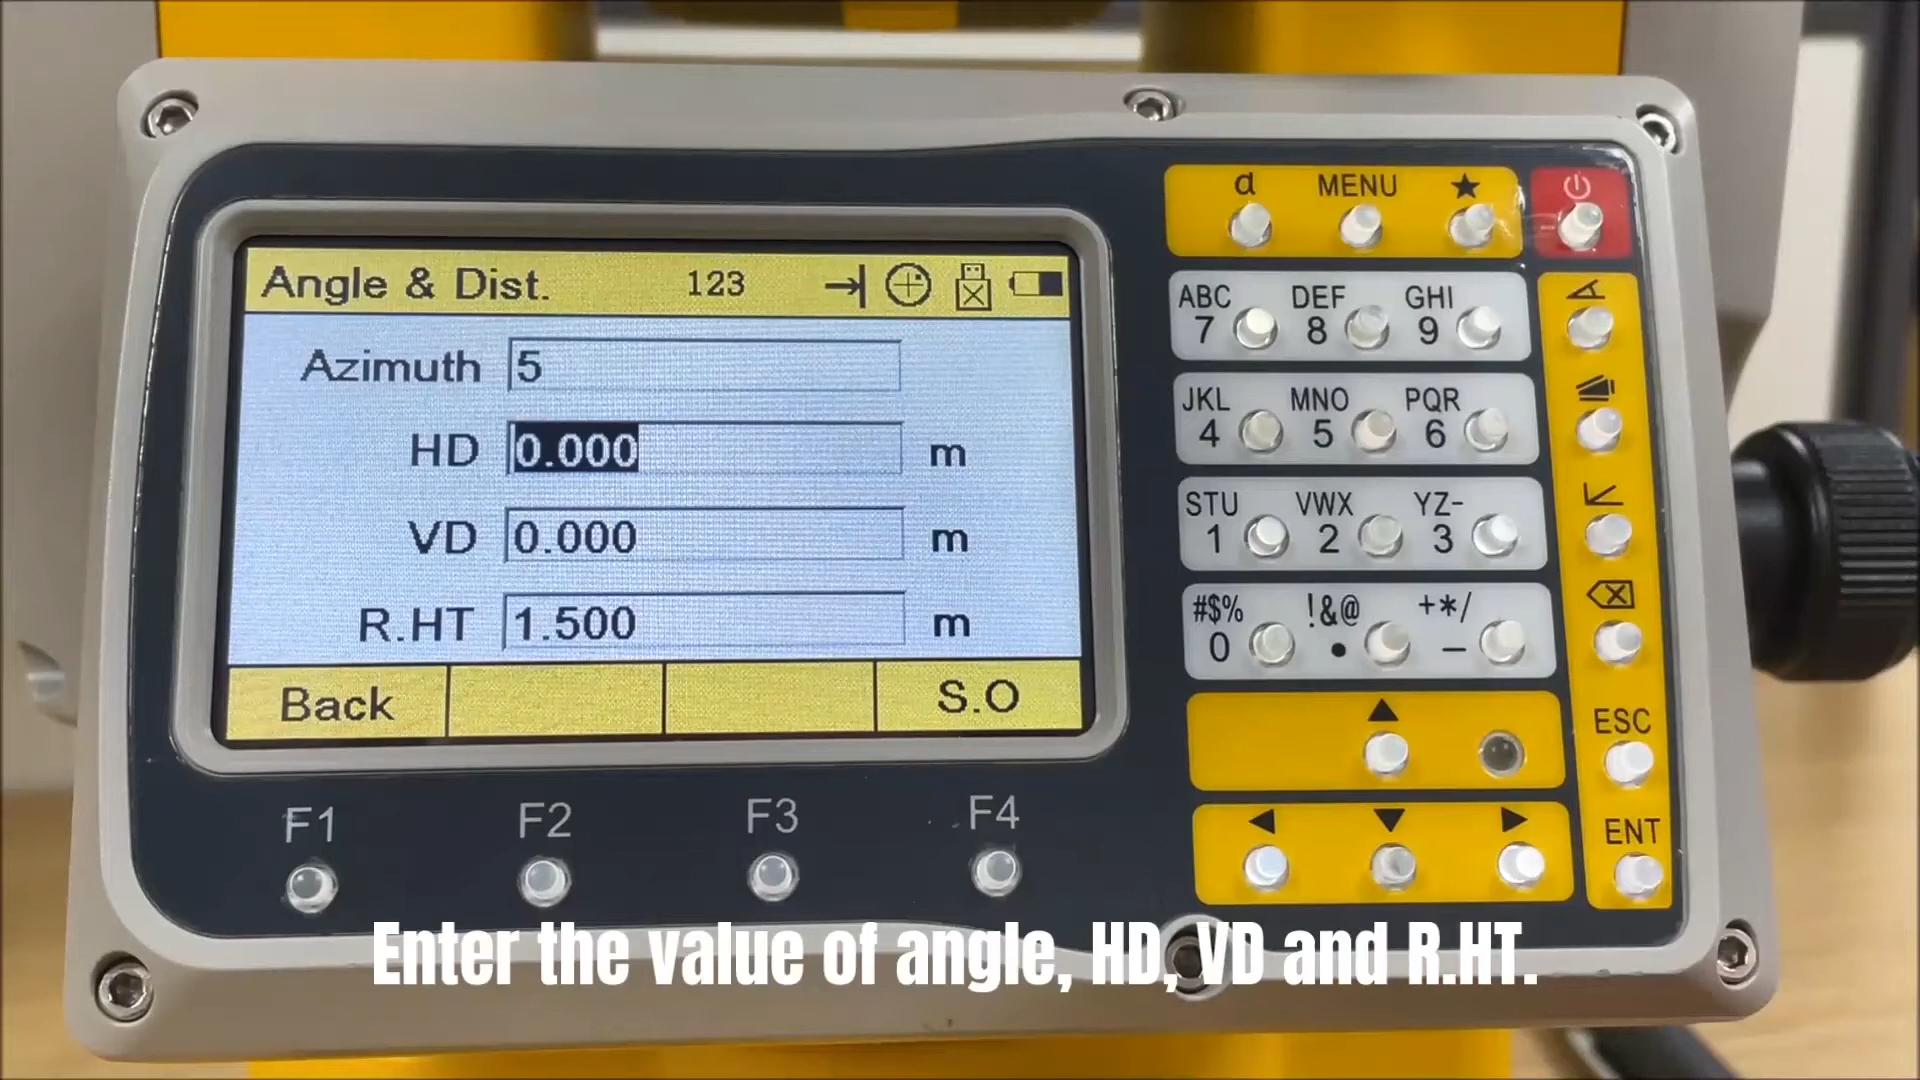 α MENU ★
Angle & Dist. 123
Azimuth 5
HD 0.000 m
VD 0.000 m
R.HT 1.500 m
Back S.O
ABC DEF GHI
7 8 9
JKL MNO PQR
4 5 6
STU VWX YZ-
1 2 3
#$% !&@ +*/
0 • –
ESC
ENT
F1 F2 F3 F4
Enter the value of angle, HD, VD and R.HT.